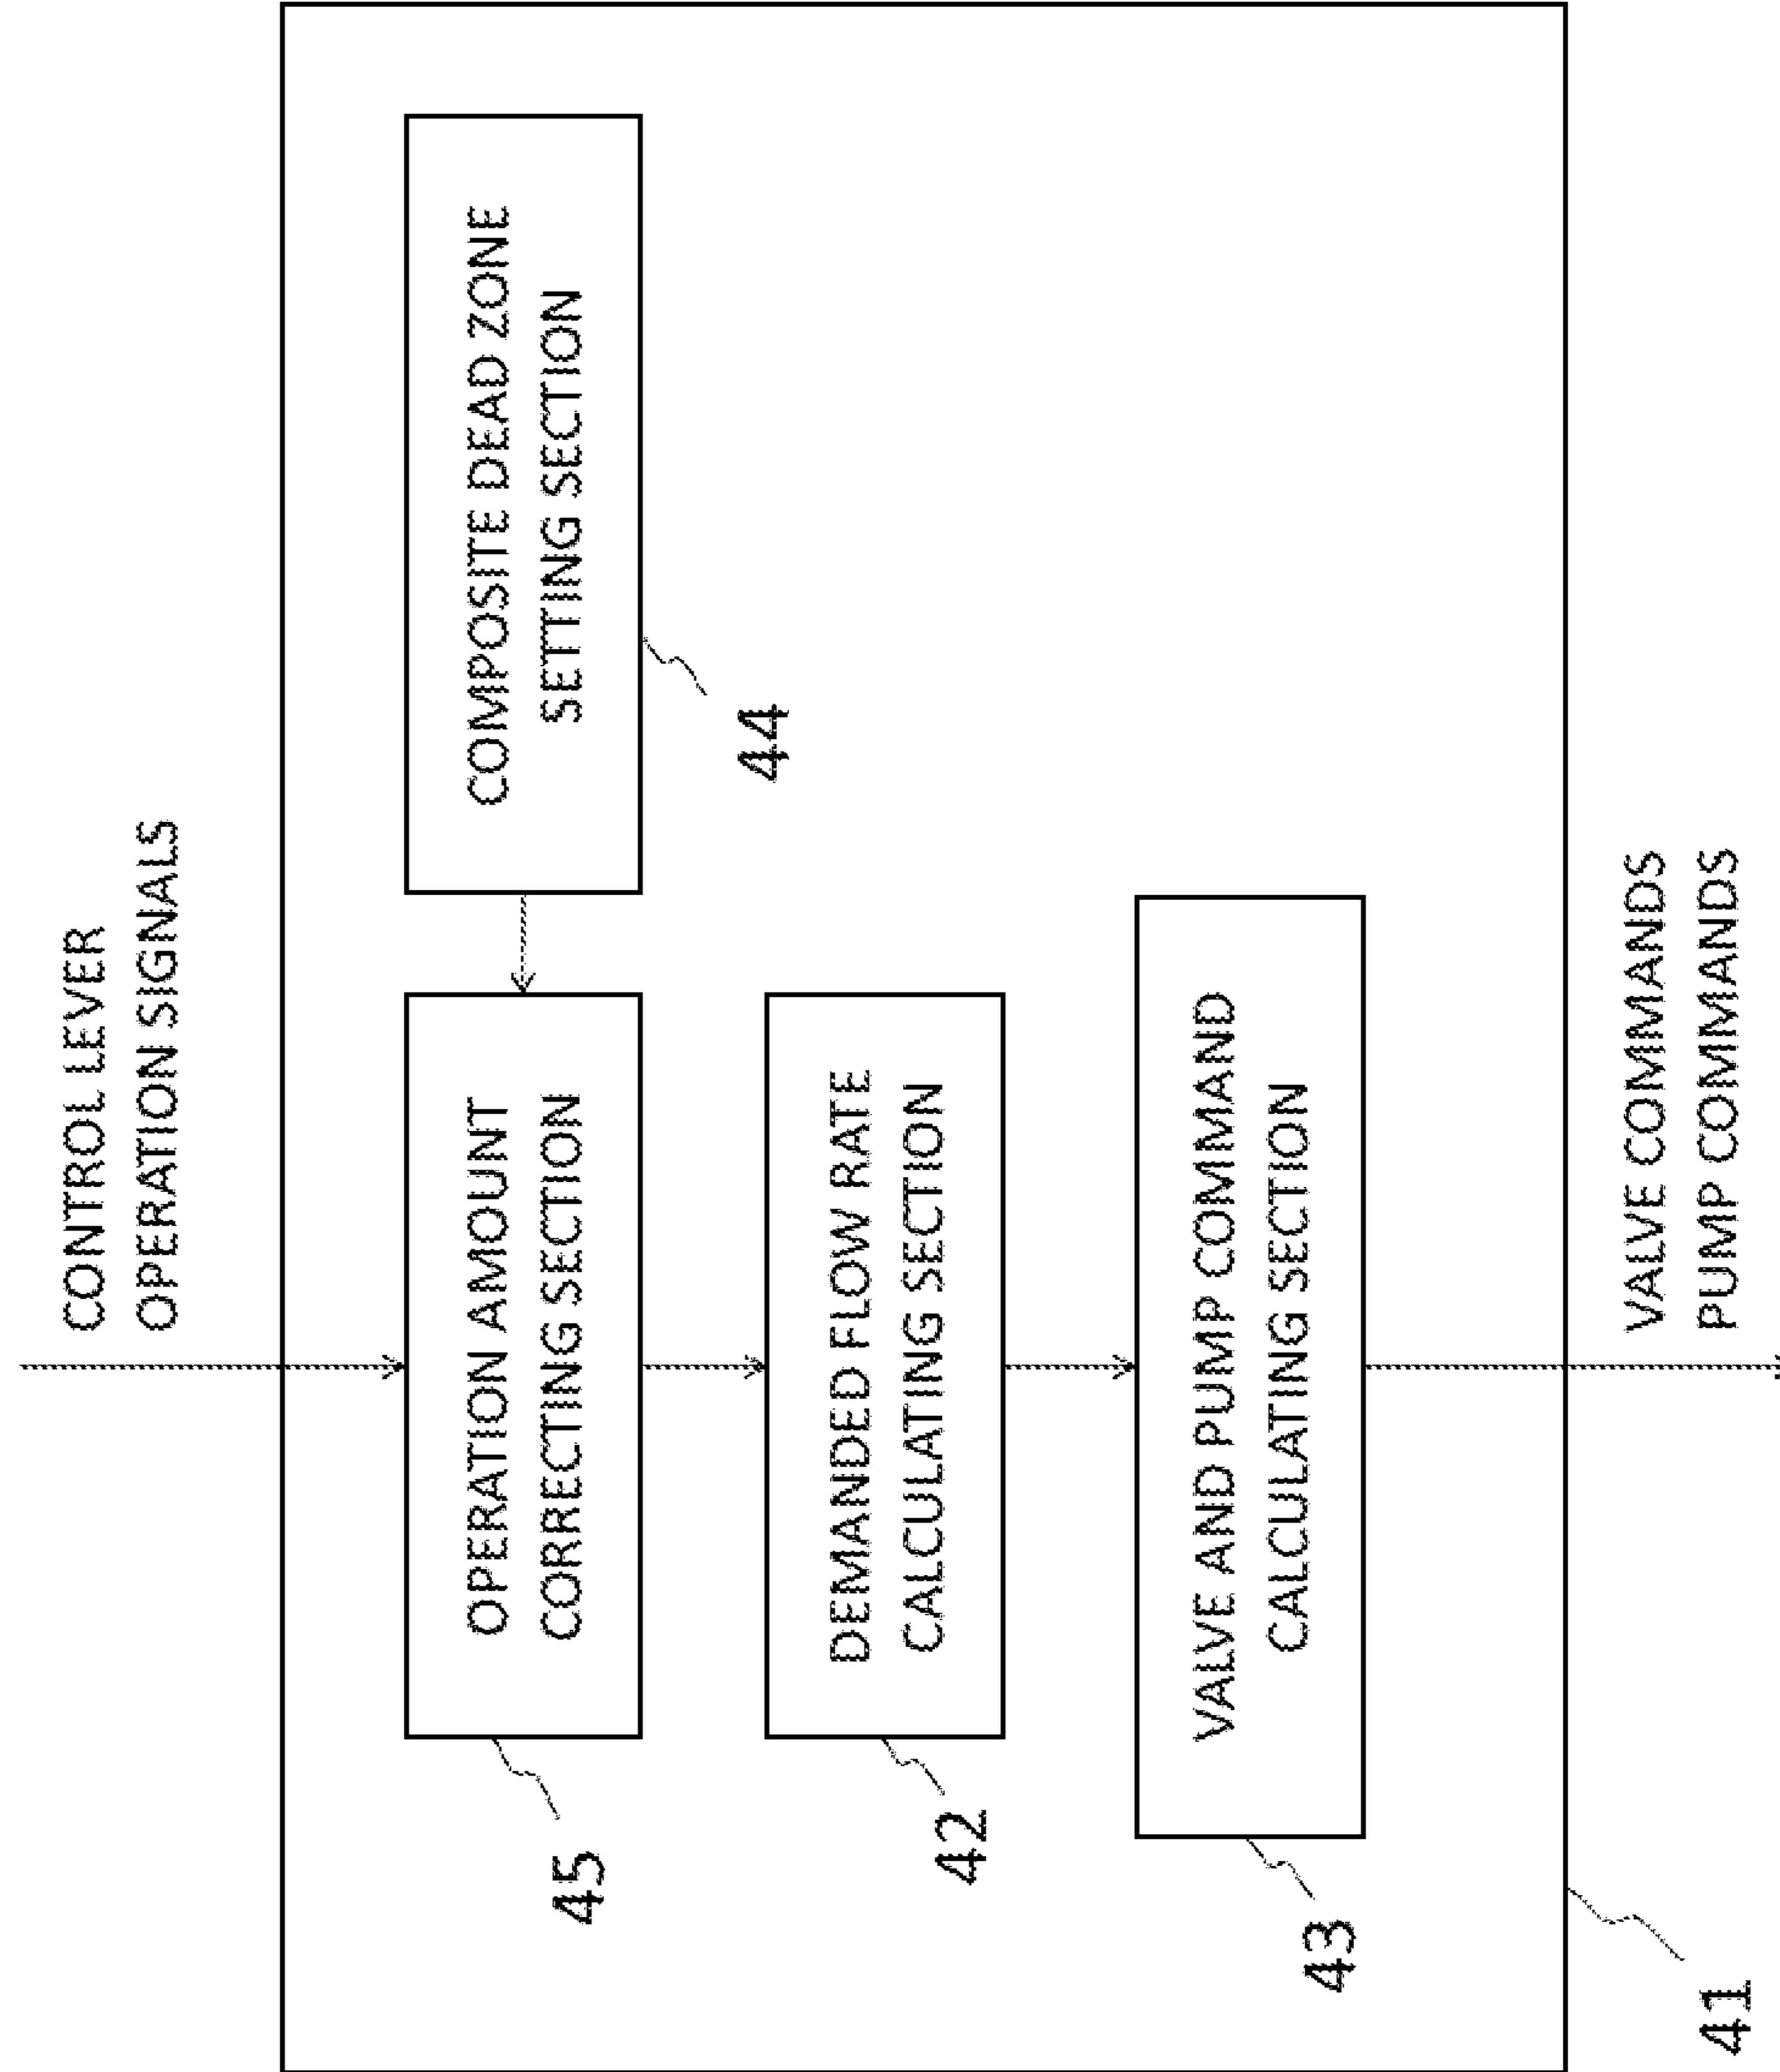 CONTROL LEVER
OPERATION SIGNALS
OPERATION AMOUNT
CORRECTING SECTION
45
COMPOSITE DEAD ZONE
SETTING SECTION
44
DEMANDED FLOW RATE
CALCULATING SECTION
42
VALVE AND PUMP COMMAND
CALCULATING SECTION
43
VALVE COMMANDS
PUMP COMMANDS
41